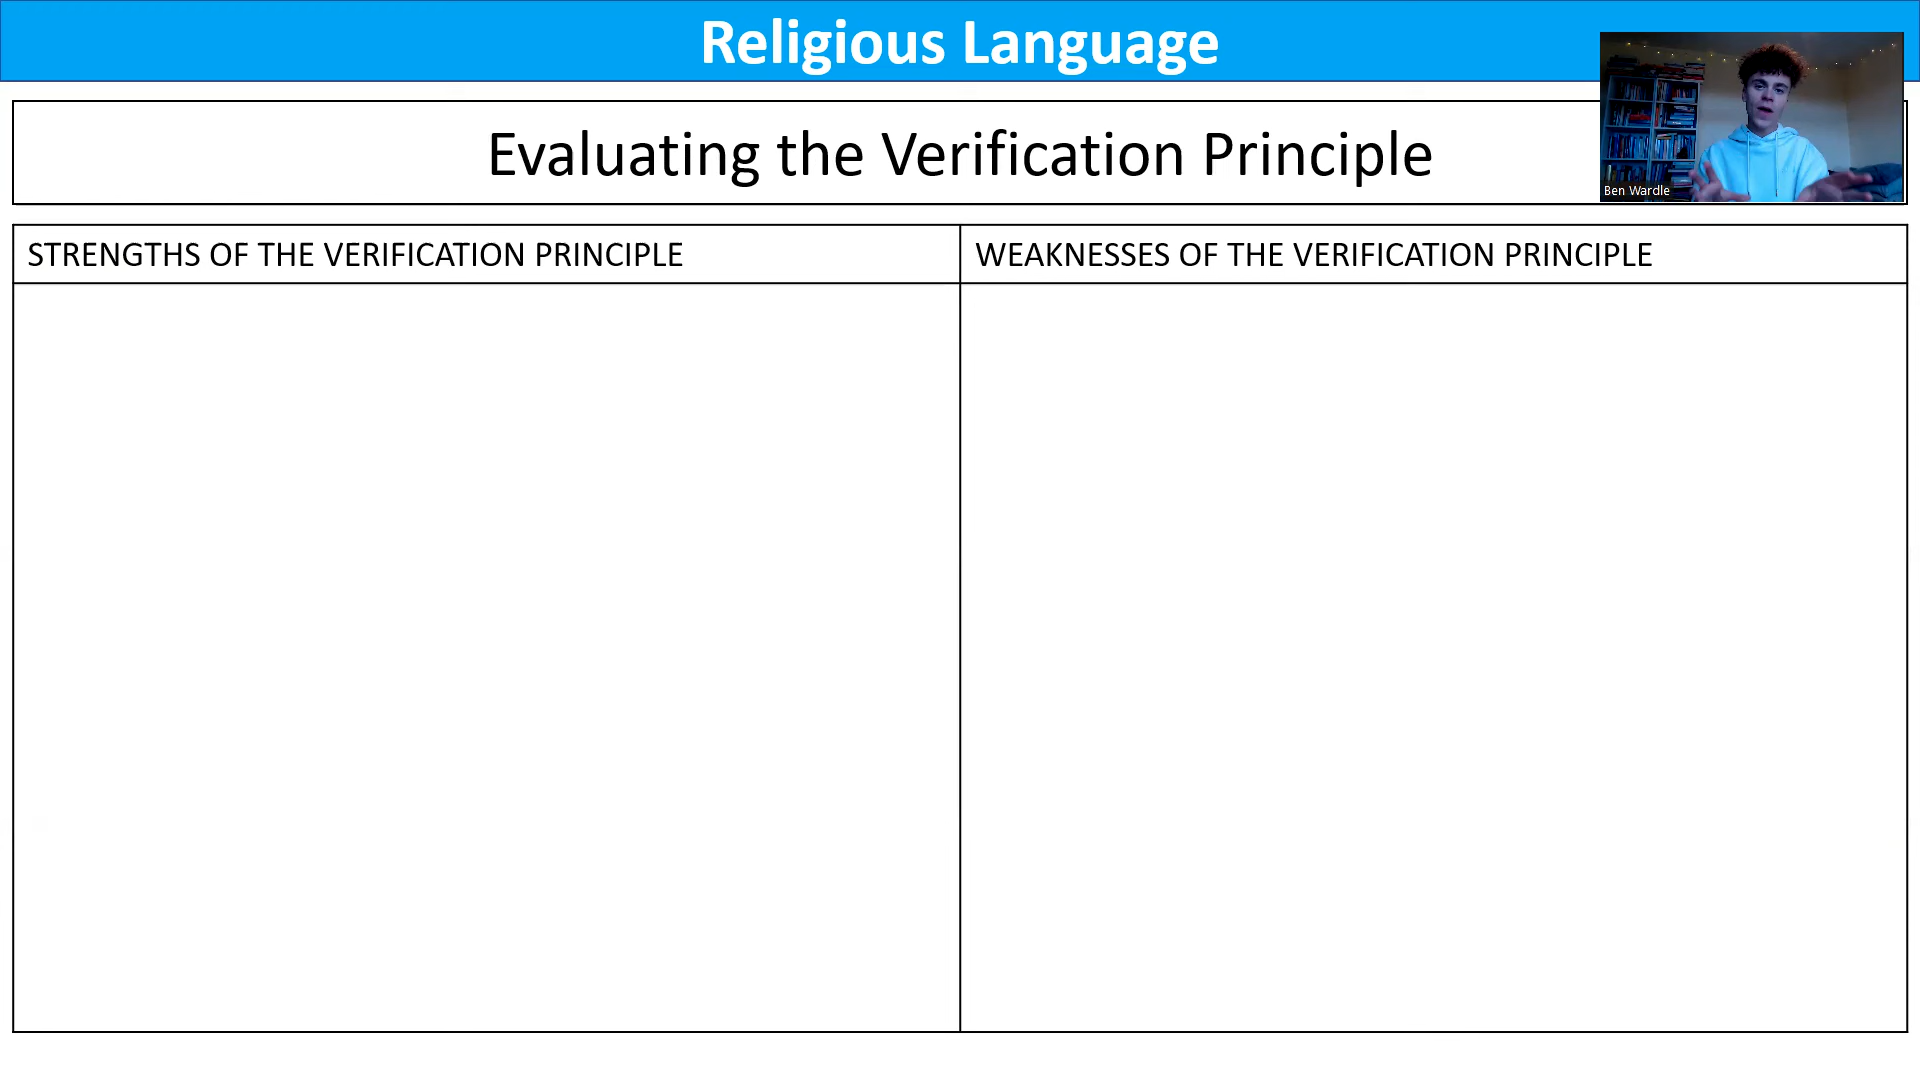 Religious Language
Evaluating the Verification Principle
Ben Wardle
STRENGTHS OF THE VERIFICATION PRINCIPLE
WEAKNESSES OF THE VERIFICATION PRINCIPLE